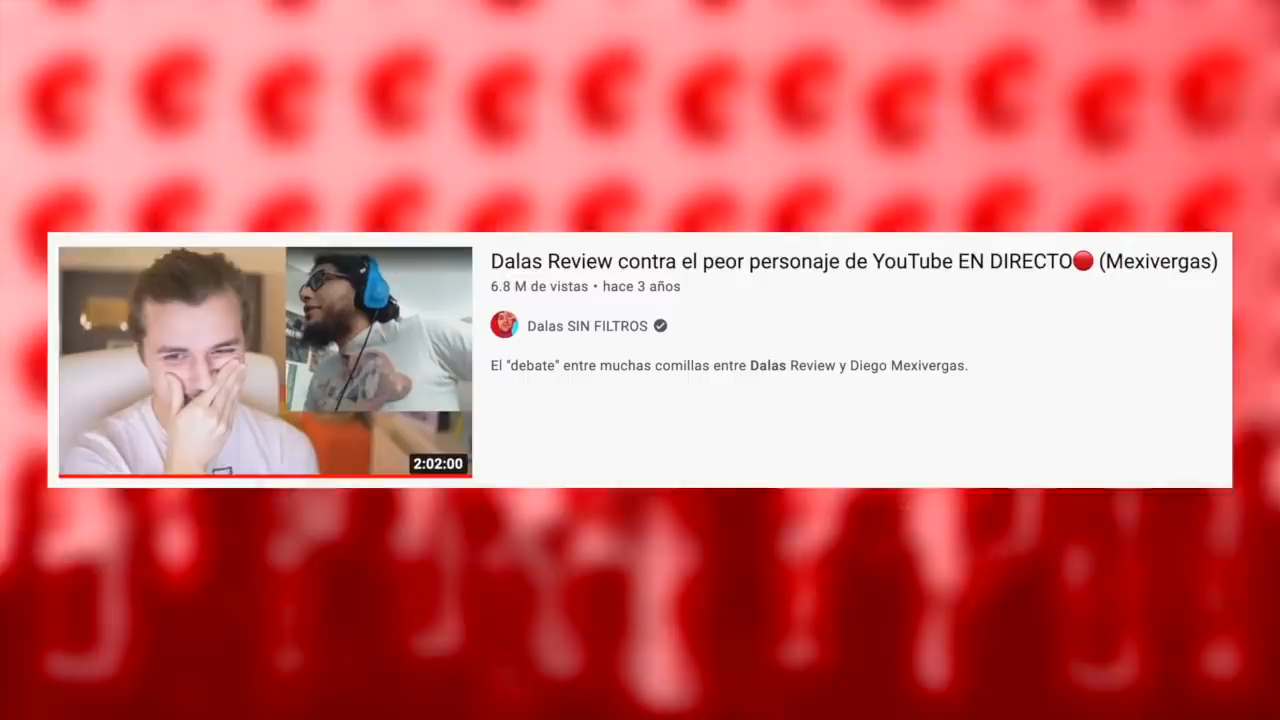 Dalas Review contra el peor personaje de YouTube EN DIRECTO🔴 (Mexivergas)
6.8 M de vistas • hace 3 años
Dalas SIN FILTROS
El "debate" entre muchas comillas entre Dalas Review y Diego Mexivergas.
2:02:00